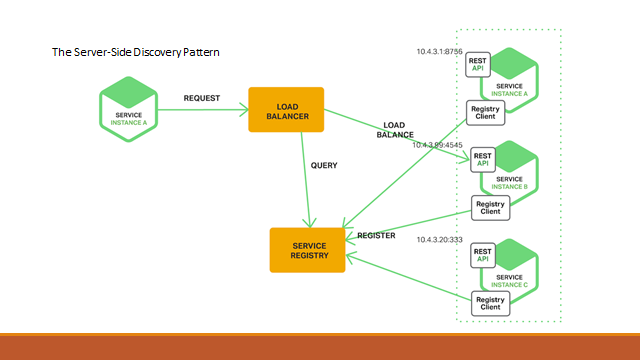 The Server-Side Discovery Pattern
SERVICE
INSTANCE A
REQUEST
LOAD
BALANCER
LOAD
BALANCE
QUERY
SERVICE
REGISTRY
REGISTER
10.4.3.1:8756
REST
API
SERVICE
INSTANCE A
Registry
Client
10.4.3.99:4545
REST
API
SERVICE
INSTANCE B
Registry
Client
10.4.3.20:333
REST
API
SERVICE
INSTANCE C
Registry
Client